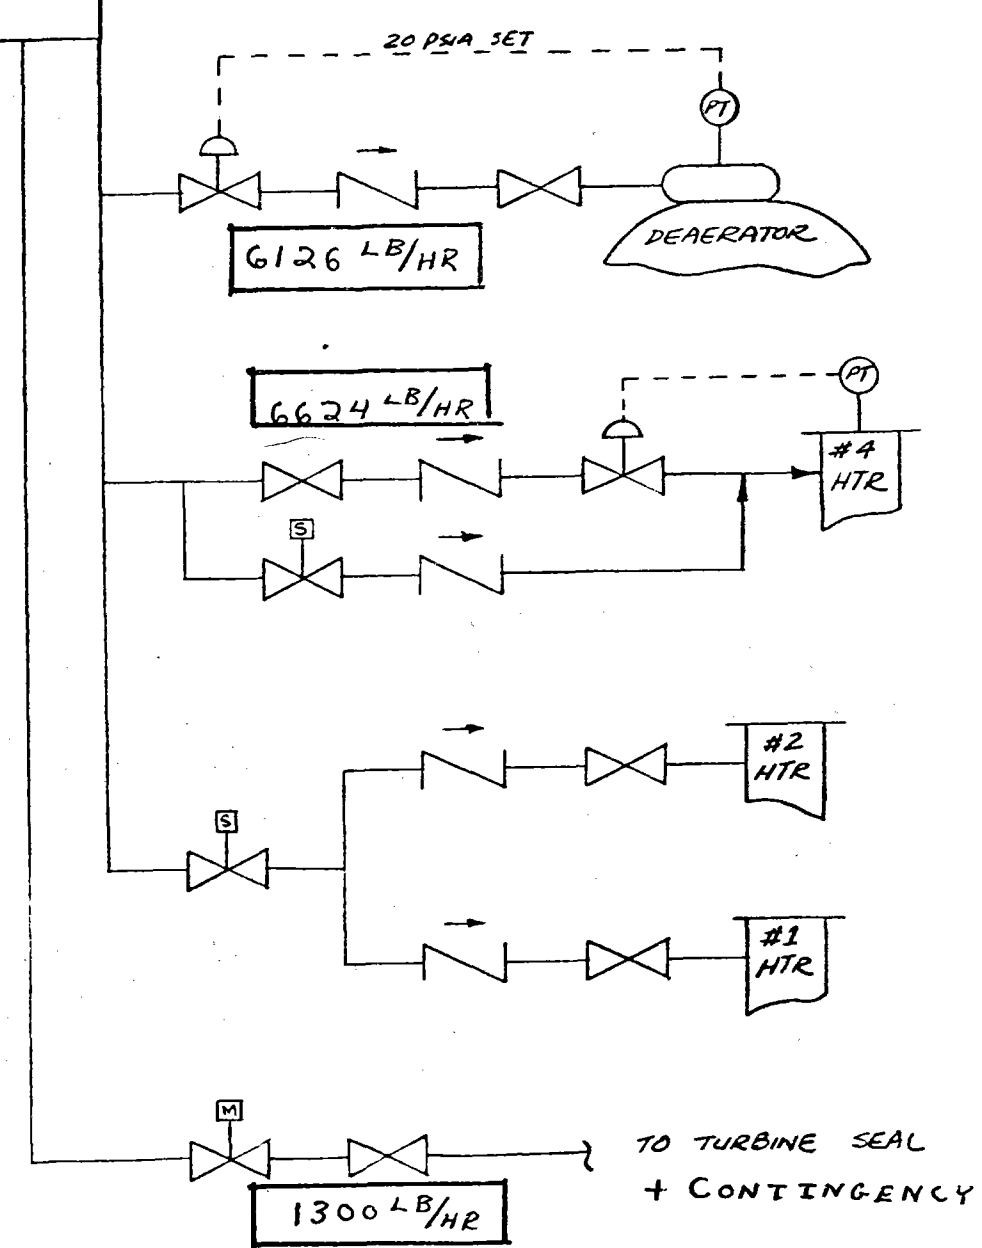 20 PSIA SET
PT
DEAERATOR
6126 LB/HR
6624 LB/HR
PT
#4
HTR
S
#2
HTR
S
#1
HTR
M
TO TURBINE SEAL
+ CONTINGENCY
1300 LB/HR